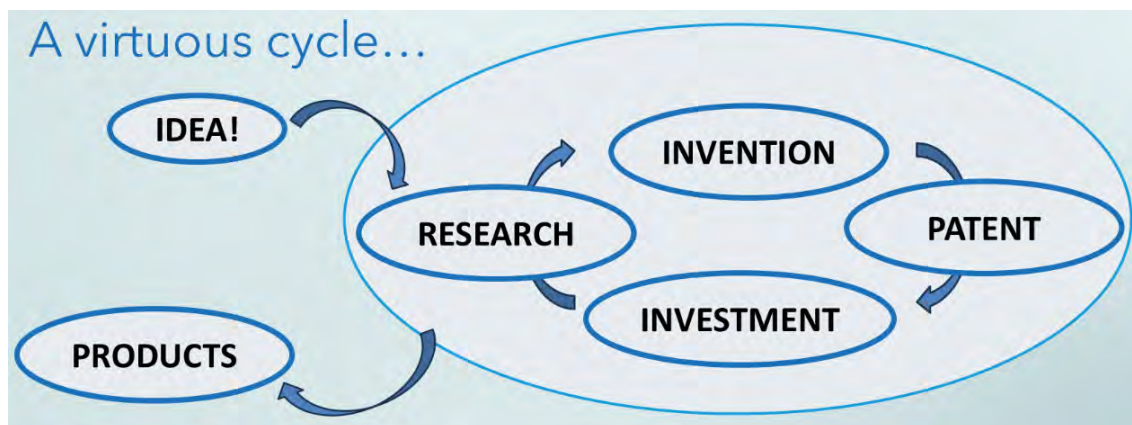 A virtuous cycle...
IDEA!
INVENTION
RESEARCH
PATENT
INVESTMENT
PRODUCTS